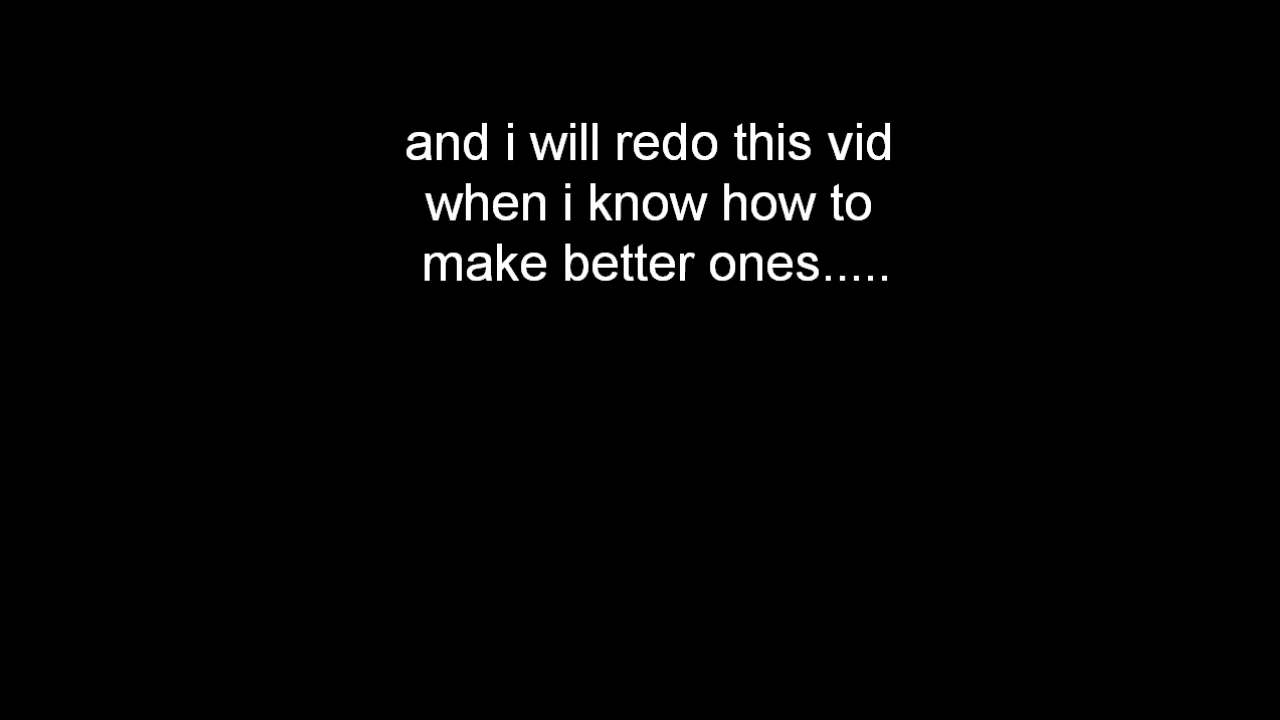 and i will redo this vid
when i know how to
make better ones.....